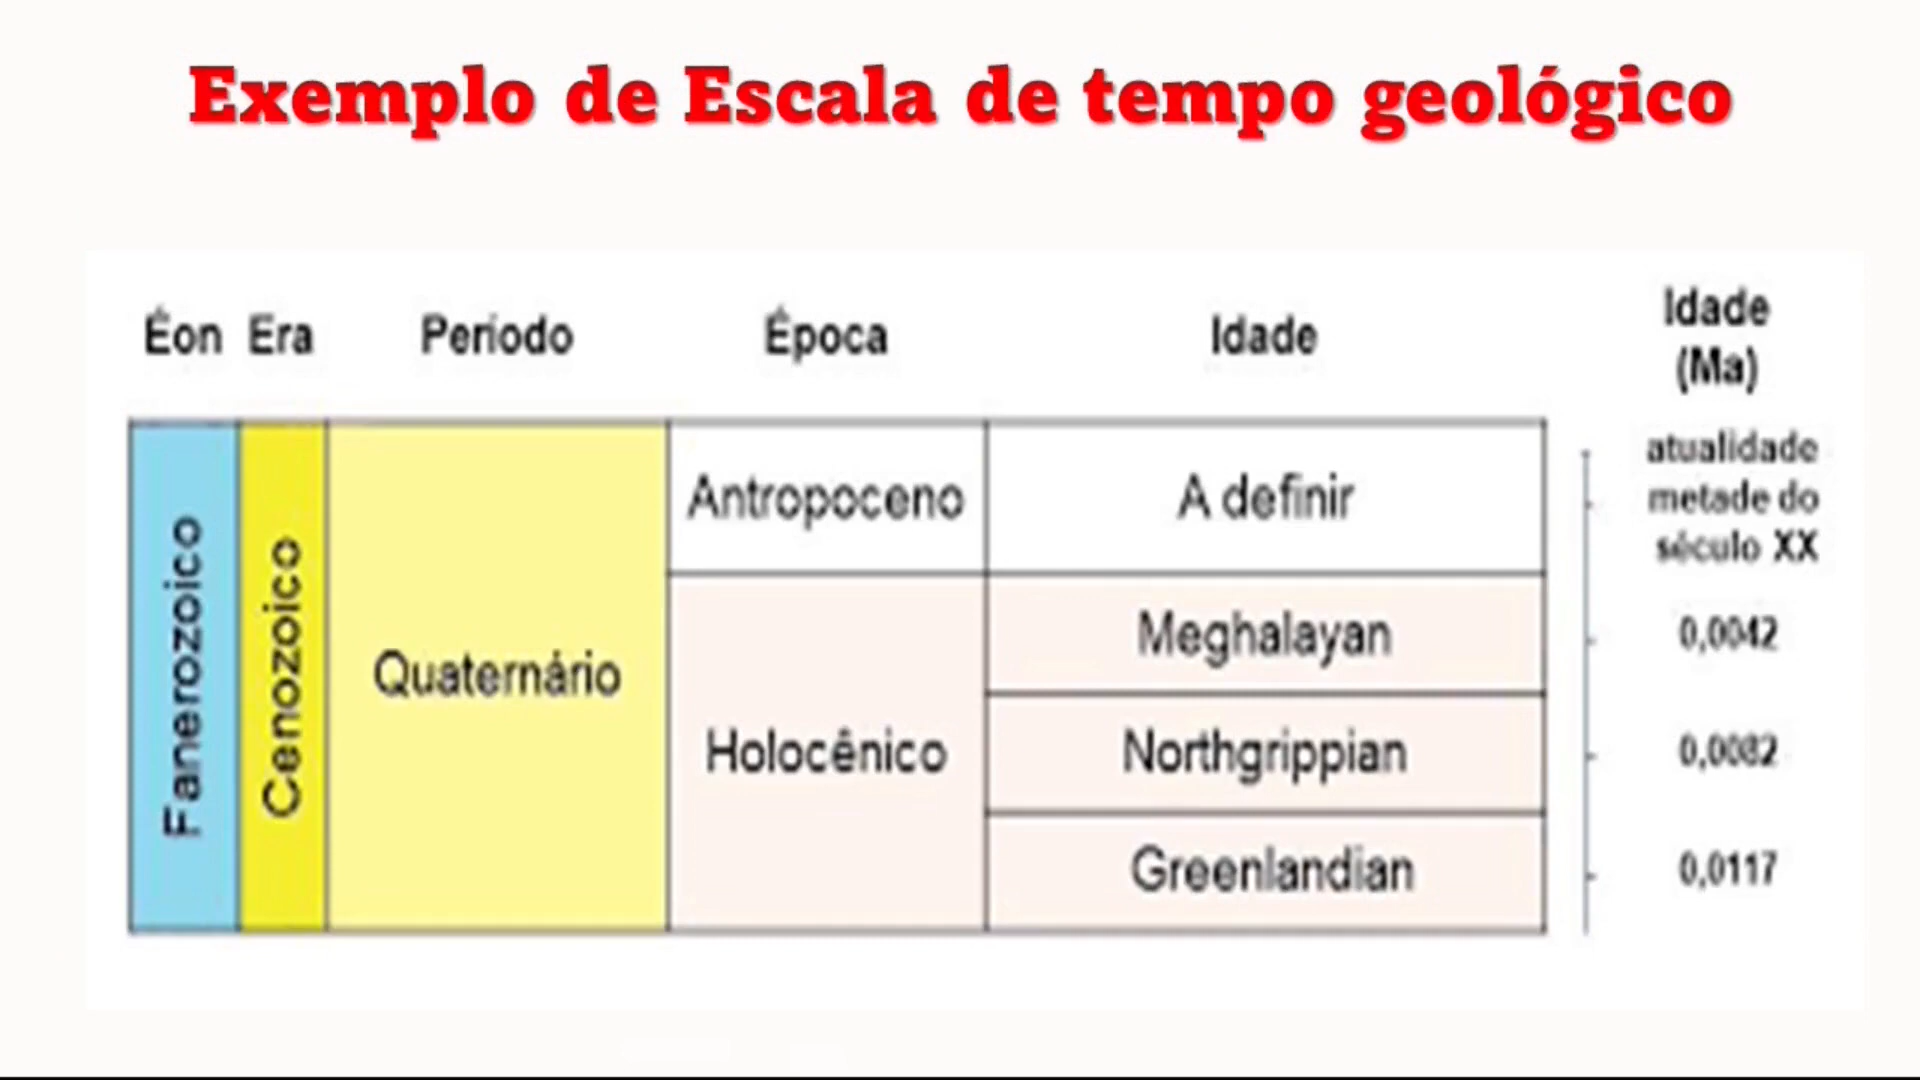 Exemplo de Escala de tempo geológico
Éon Era Período Época Idade Idade
(Ma)
Fanerozoico
Cenozoico
Quaternário
Antropoceno
A definir
atualidade
metade do
século XX
Holocênico
Meghalayan
0,0042
Northgrippian
0,0082
Greenlandian
0,0117